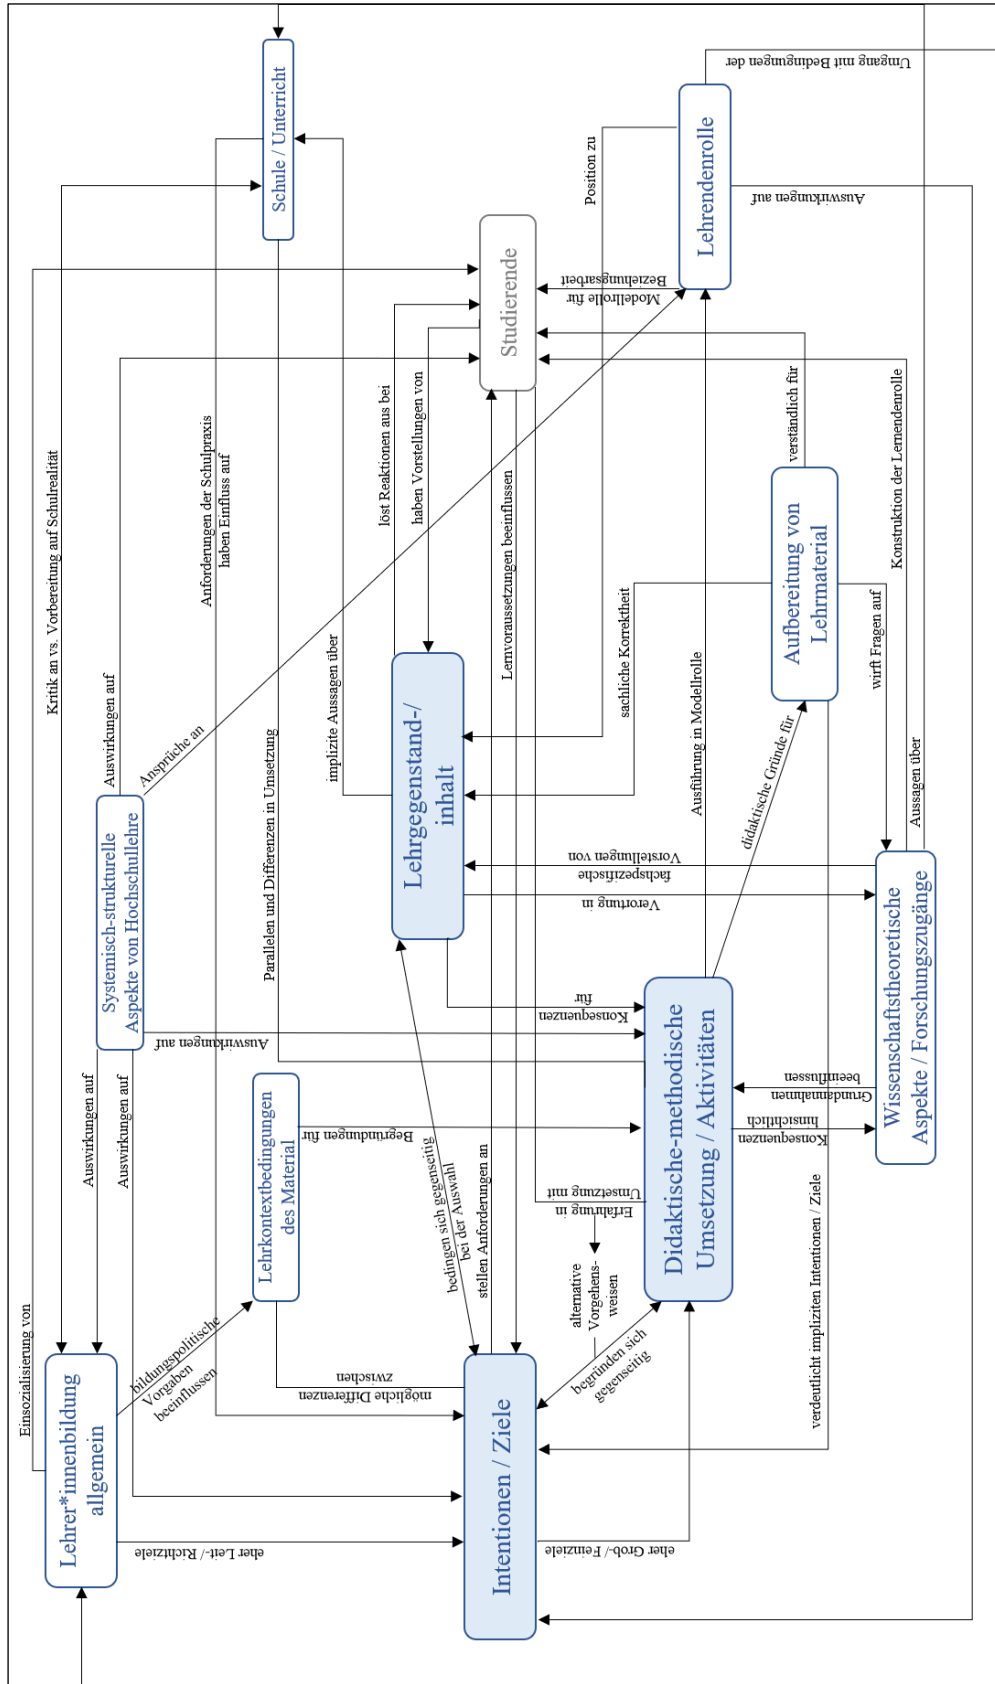 Lehrer*innenbildung
allgemein
Systemisch-strukturelle
Aspekte von Hochschullehre
Schule / Unterricht
Einsozialisierung von
Kritik an vs. Vorbereitung auf Schulrealität
Auswirkungen auf
Auswirkungen auf
Auswirkungen auf
Ansprüche an
Anforderungen der Schulpraxis
haben Einfluss auf
bildungspolitische
Vorgaben
beeinflussen
eher Leit-/ Richtziele
Lehrkontextbedingungen
des Material
Auswirkungen auf
Parallelen und Differenzen in Umsetzung
Begründungen für
mögliche Differenzen
zwischen
implizite Aussagen über
löst Reaktionen aus bei
haben Vorstellungen von
Lehrgegenstand-/
inhalt
Studierende
bedingen sich gegenseitig
bei der Auswahl
stellen Anforderungen an
Lernvoraussetzungen beeinflussen
Intentionen / Ziele
Konsequenzen
für
Verortung in
fachspezifische
Vorstellungen von
sachliche Korrektheit
Position zu
Modellrolle für
Beziehungsarbeit
Erfahrung in
Umsetzung mit
alternative
Vorgehens-
weisen
begründen sich
gegenseitig
eher Grob-/Feinziele
Didaktische-methodische
Umsetzung / Aktivitäten
Ausführung in Modellrolle
didaktische Gründe für
Lehrendenrolle
Umgang mit Bedingungen der
Auswirkungen auf
Aufbereitung von
Lehrmaterial
verständlich für
wirft Fragen auf
verdeutlicht impliziten Intentionen / Ziele
Konsequenzen
hinsichtlich
Grundannahmen
beeinflussen
Wissenschaftstheoretische
Aspekte / Forschungszugänge
Konstruktion der Lernendenrolle
Aussagen über